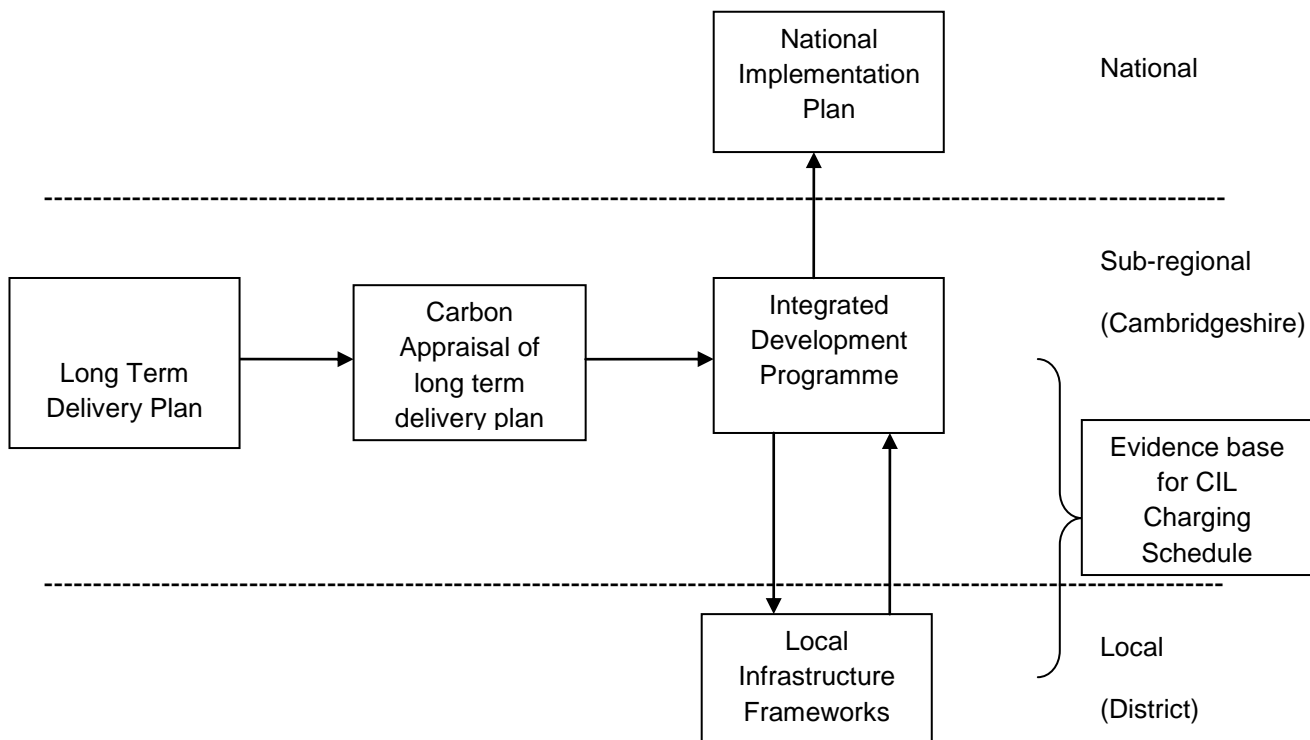 National
Implementation
Plan
National
Sub-regional
(Cambridgeshire)
Long Term
Delivery Plan
Carbon
Appraisal of
long term
delivery plan
Integrated
Development
Programme
Evidence base
for CIL
Charging
Schedule
Local
Infrastructure
Frameworks
Local
(District)